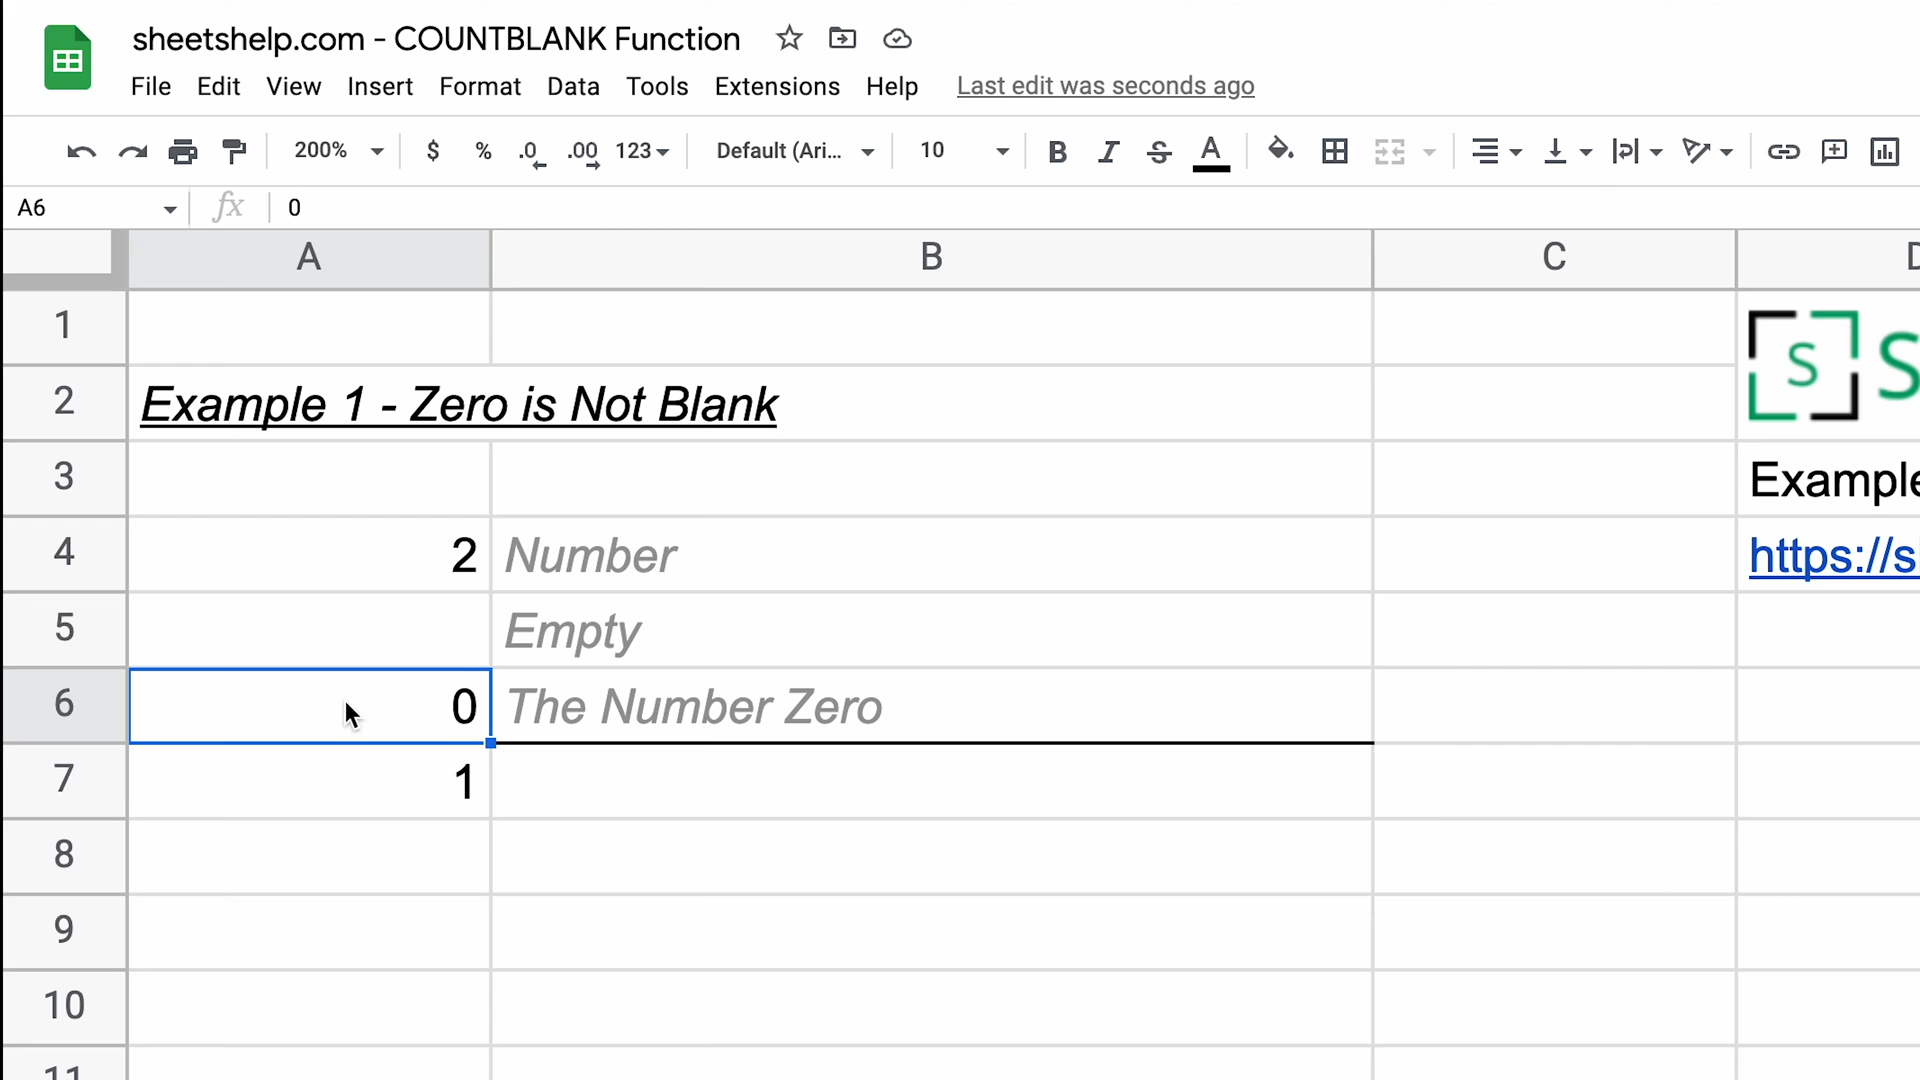 sheetshelp.com - COUNTBLANK Function
File Edit View Insert Format Data Tools Extensions Help Last edit was seconds ago
200% $ % .0 .00 123 Default (Ari... 10 B I S A
A6 fx 0
A B C D
1 S S
2 Example 1 - Zero is Not Blank
3 Example
4 2 Number https://s
5 Empty
6 0 The Number Zero
7 1
8
9
10
11